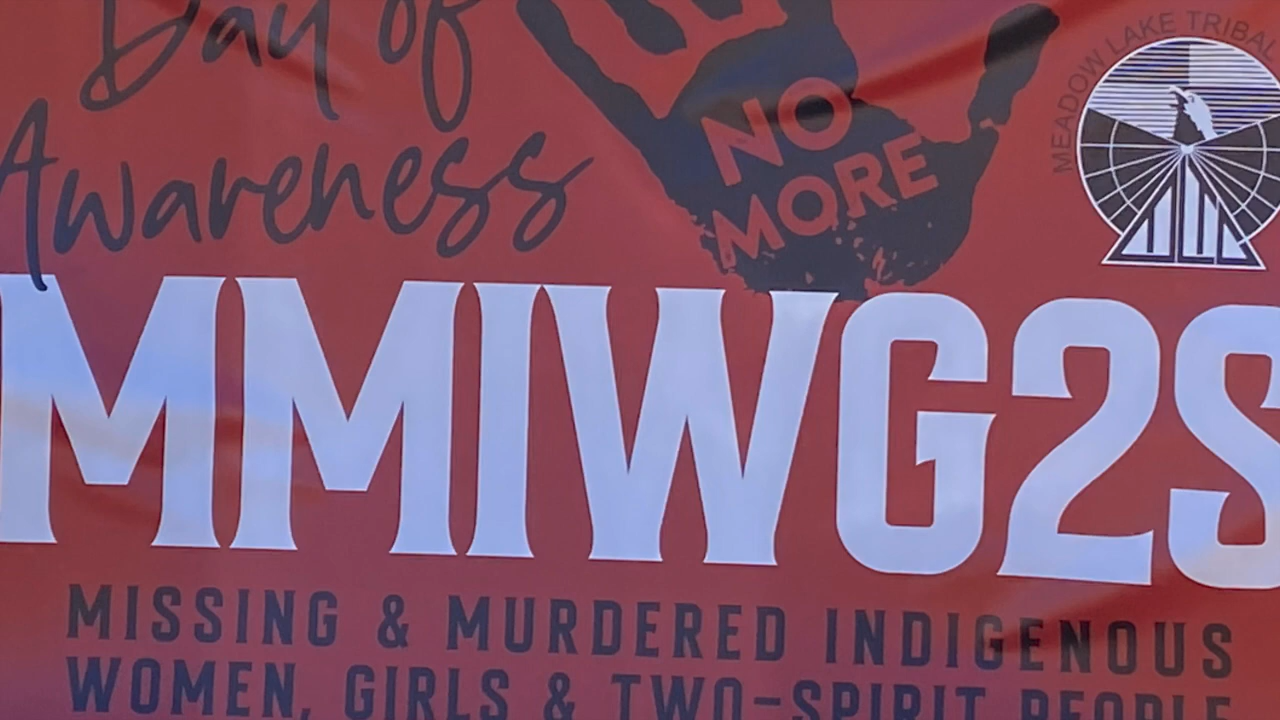 Day of
Awareness
NO
MORE
MEADOW LAKE TRIBAL
MMIWG2S
MISSING & MURDERED INDIGENOUS
WOMEN, GIRLS & TWO-SPIRIT PEOPLE